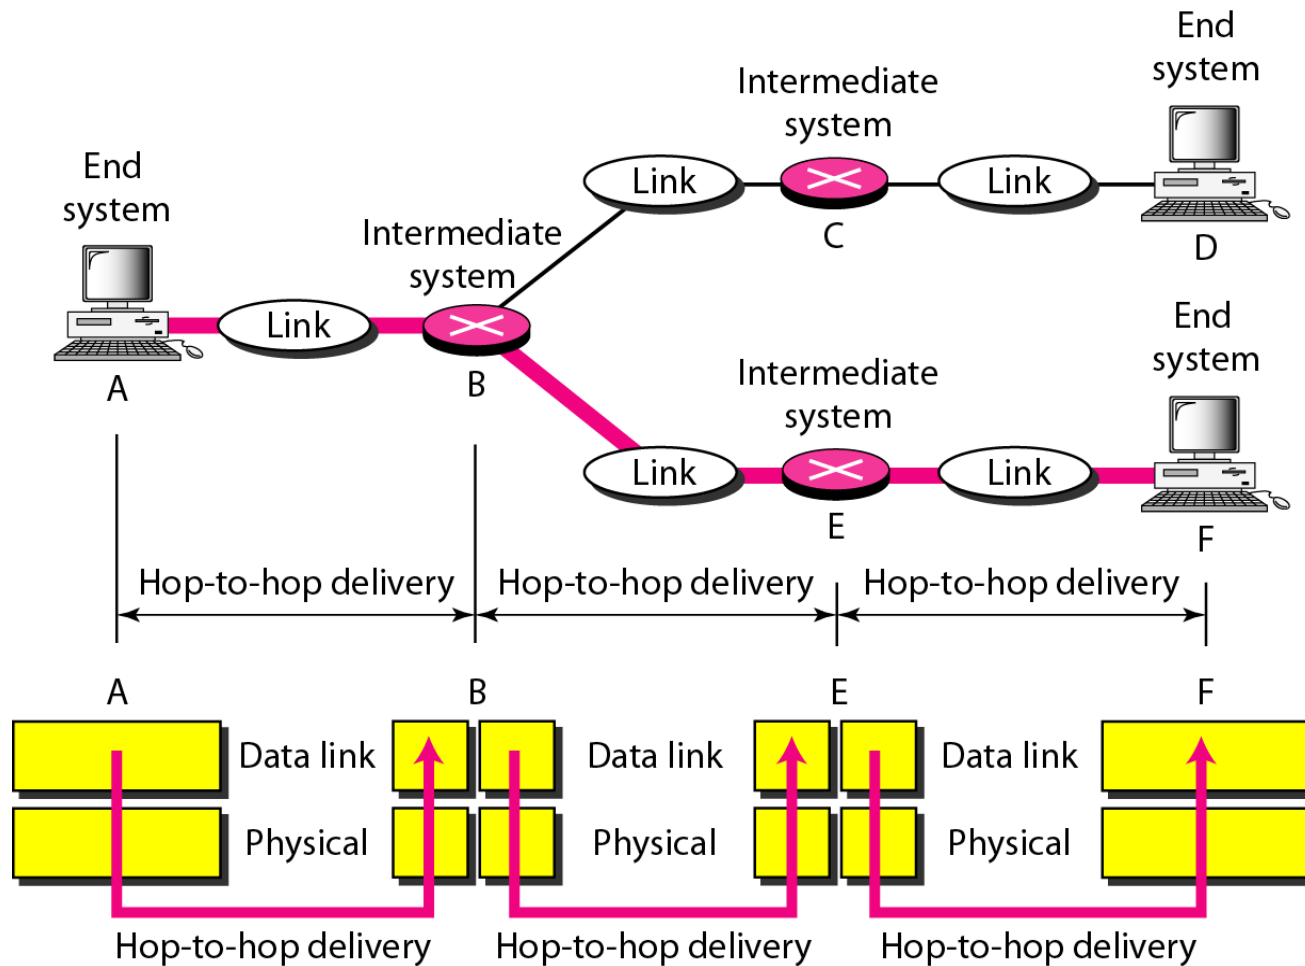 End
system
Intermediate
system
Link
Link
C
D
End
system
Intermediate
system
Link
A
B
End
system
Intermediate
system
Link
Link
E
F
Hop-to-hop delivery
Hop-to-hop delivery
Hop-to-hop delivery
A
B
E
F
Data link
Data link
Data link
Physical
Physical
Physical
Hop-to-hop delivery
Hop-to-hop delivery
Hop-to-hop delivery